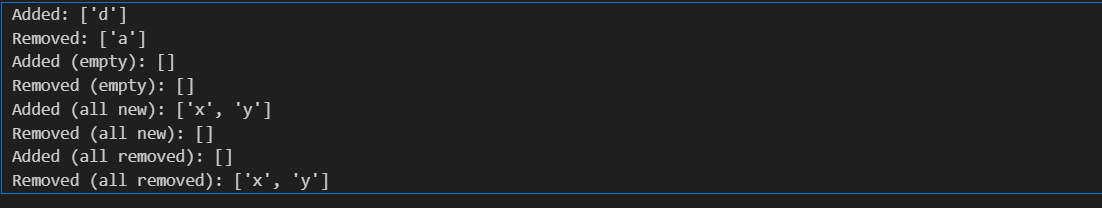 Added: ['d']
Removed: ['a']
Added (empty): []
Removed (empty): []
Added (all new): ['x', 'y']
Removed (all new): []
Added (all removed): []
Removed (all removed): ['x', 'y']